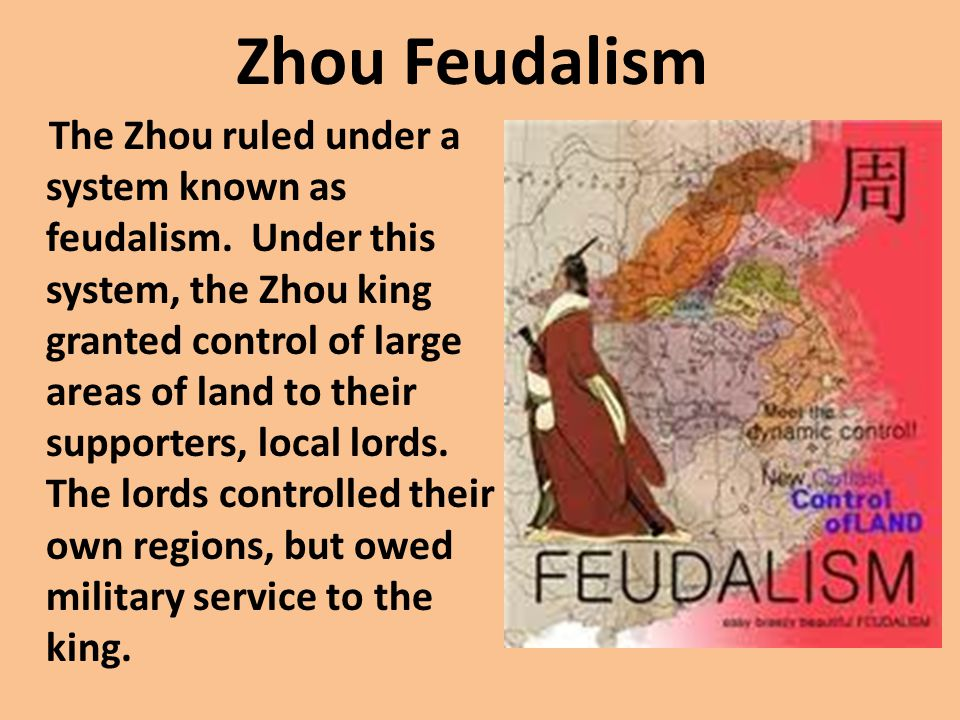 Zhou Feudalism
The Zhou ruled under a
system known as
feudalism. Under this
system, the Zhou king
granted control of large
areas of land to their
supporters, local lords.
The lords controlled their
own regions, but owed
military service to the
king.
周
Meet the
dynamic control!
New Outlast
Control
ofLAND
FEUDALISM
easy breezy beautiful FEUDALISM